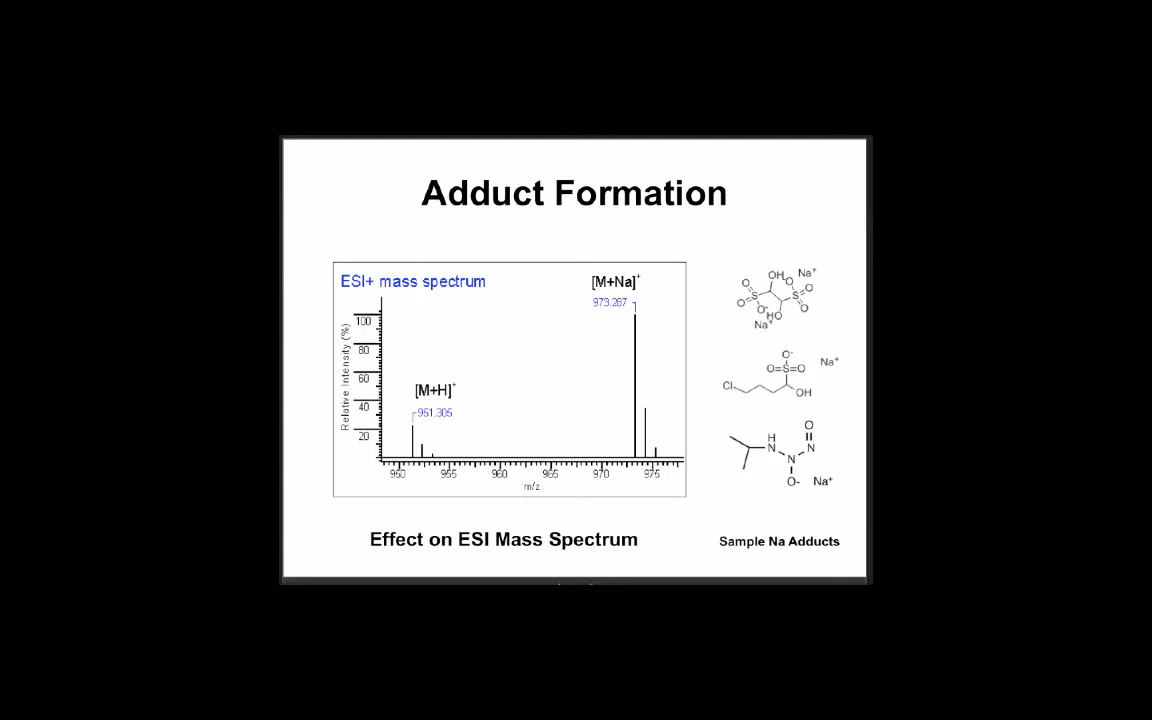 Adduct Formation
ESI+ mass spectrum
[M+Na]+
973.287
[M+H]+
951.305
Relative Intensity (%)
100
80
60
40
20
950 955 960 965 970 975
m/z
OH O Na+
O S S O
O O
O- HO
Na+
O-
O=S=O Na+
Cl OH
O
H
N N N
O- Na+
Effect on ESI Mass Spectrum
Sample Na Adducts